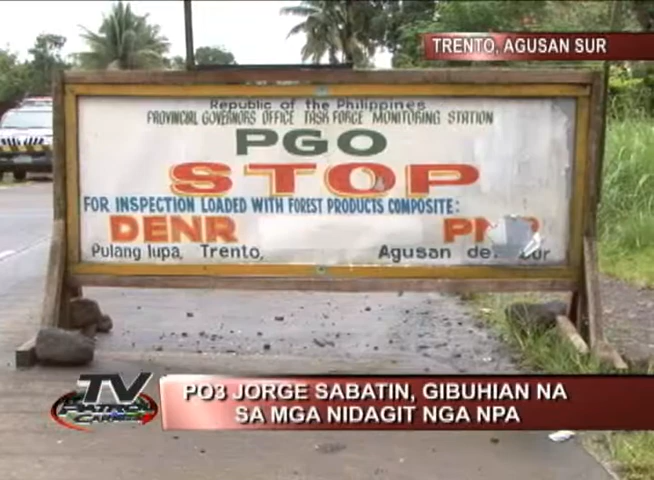 TRENTO, AGUSAN SUR
Republic of the Philippines
PROVINCIAL GOVERNORS OFFICE TASK FORCE MONITORING STATION
PGO
STOP
FOR INSPECTION LOADED WITH FOREST PRODUCTS COMPOSITE:
DENR
Pulang lupa, Trento, Agusan del Sur
TV
PATROL
PO3 JORGE SABATIN, GIBUHIAN NA
SA MGA NIDAGIT NGA NPA